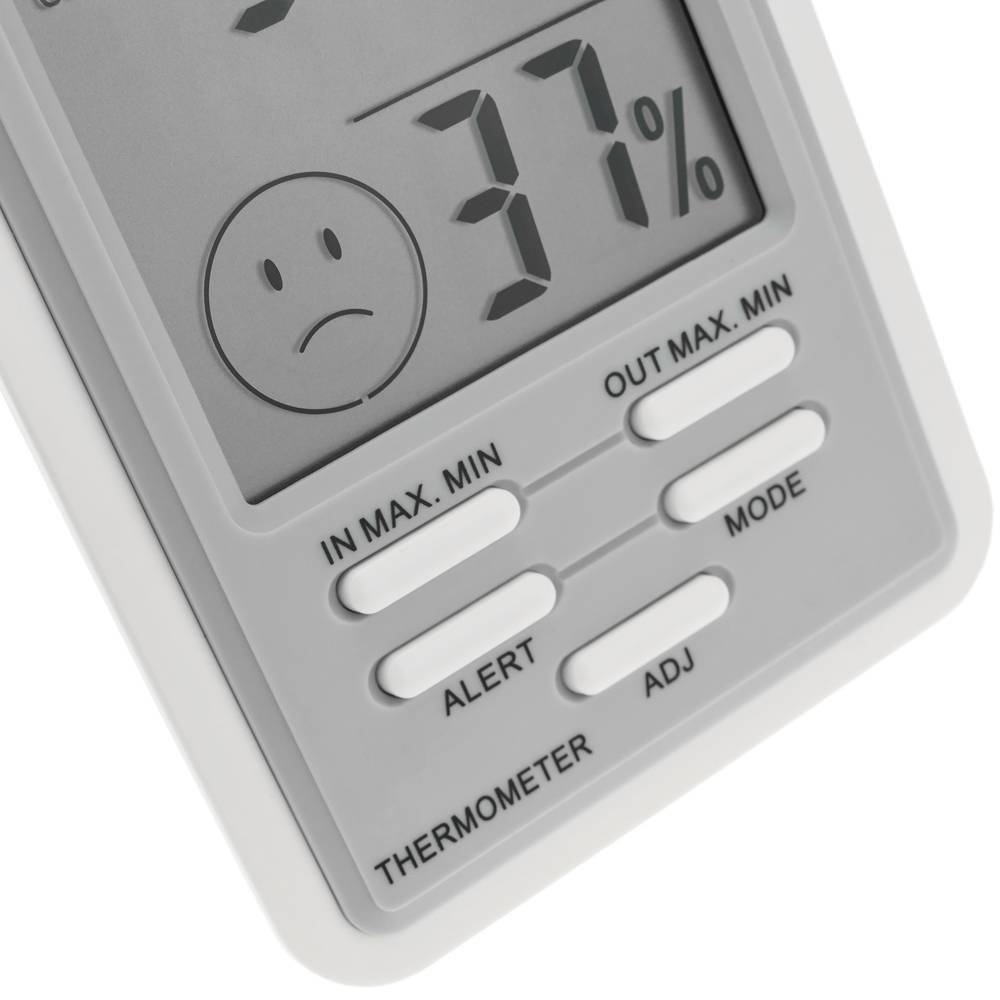 37%
OUT MAX. MIN
IN MAX. MIN
MODE
ALERT
ADJ
THERMOMETER